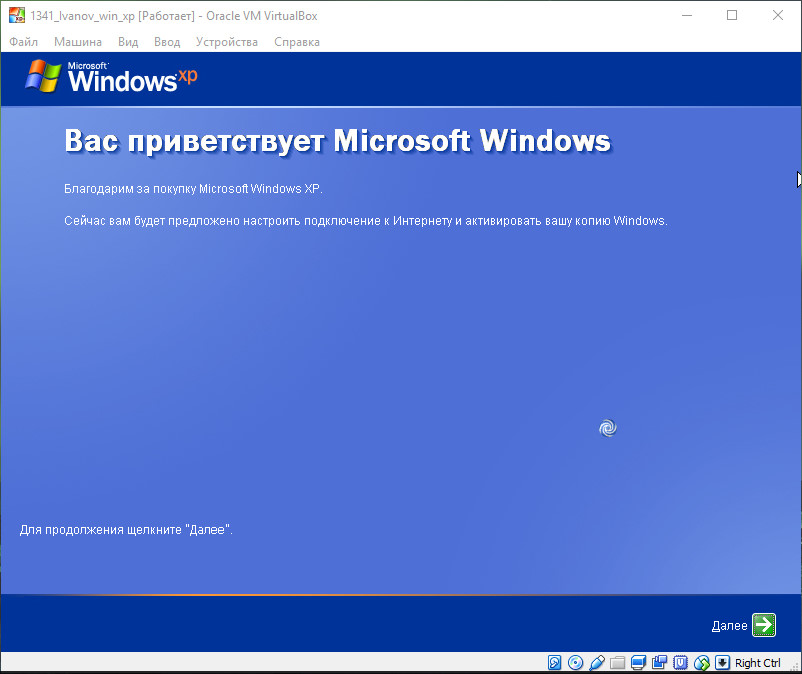 1341_Ivanov_win_xp [Работает] - Oracle VM VirtualBox
Файл Машина Вид Ввод Устройства Справка
Microsoft
Windows xp
Вас приветствует Microsoft Windows
Благодарим за покупку Microsoft Windows XP.
Сейчас вам будет предложено настроить подключение к Интернету и активировать вашу копию Windows.
Для продолжения щелкните "Далее".
Далее
Right Ctrl